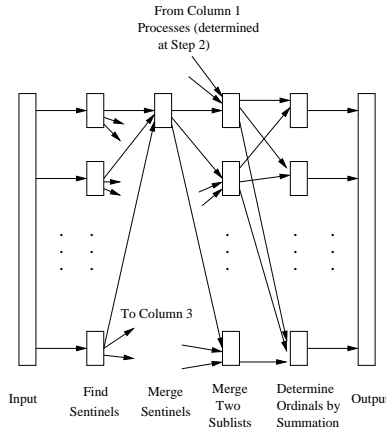 From Column 1
Processes (determined
at Step 2)
To Column 3
Input
Find
Sentinels
Merge
Sentinels
Merge
Two
Sublists
Determine
Ordinals by
Summation
Output